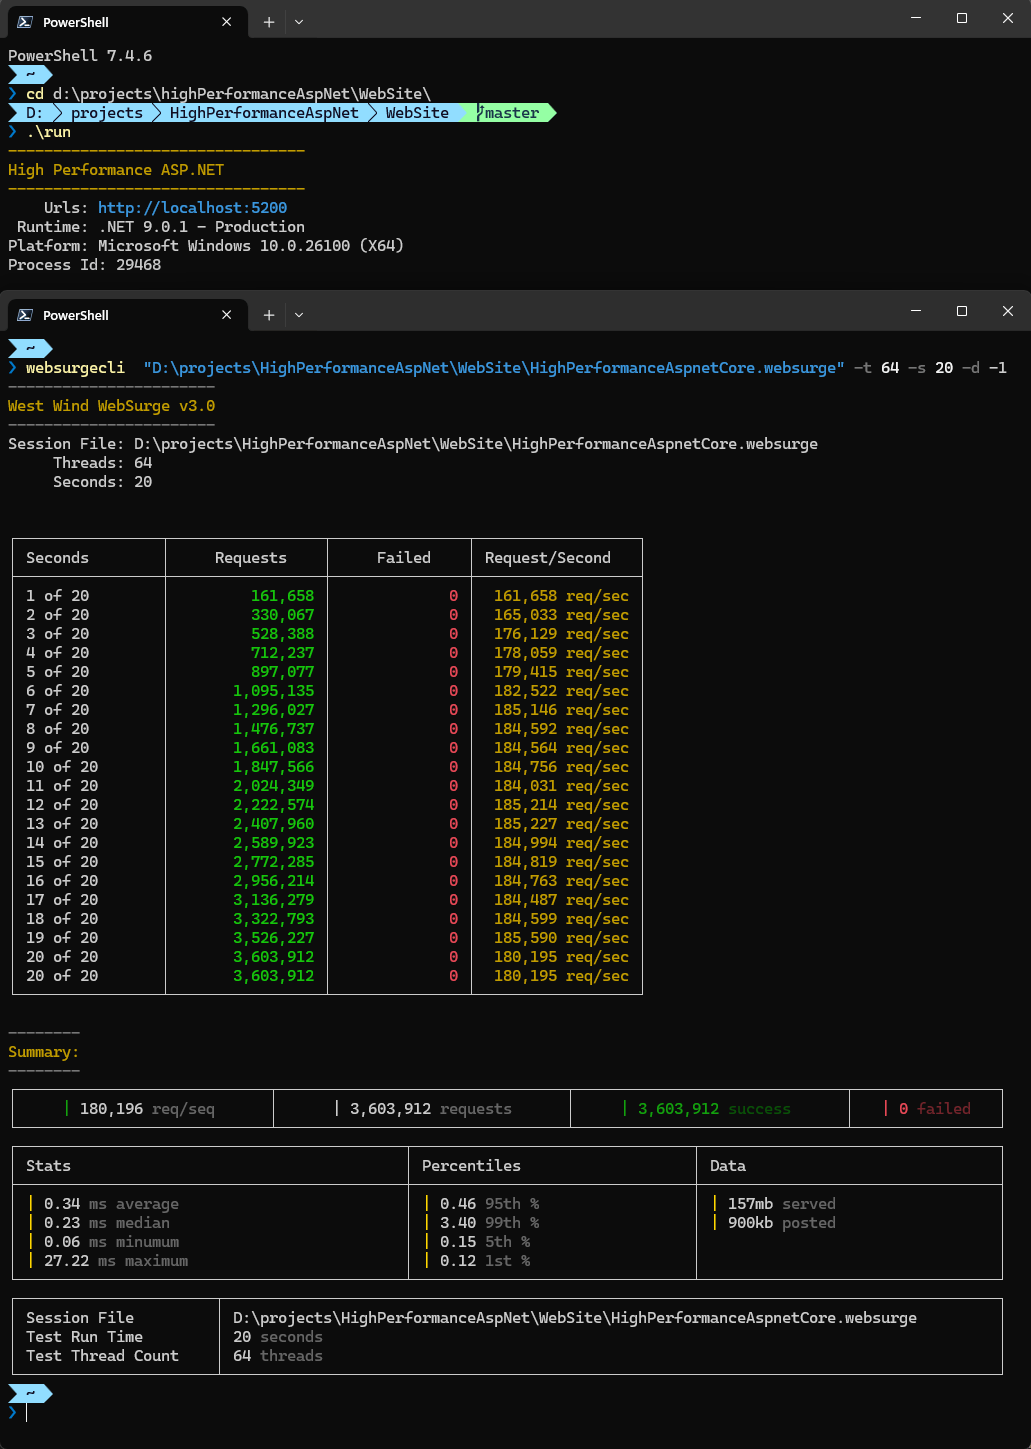 PowerShell
PowerShell 7.4.6
~
❯ cd d:\projects\highPerformanceAspNet\WebSite\
D: projects HighPerformanceAspNet WebSite master
❯ .\run
---------------------------------
High Performance ASP.NET
---------------------------------
Urls: http://localhost:5200
Runtime: .NET 9.0.1 - Production
Platform: Microsoft Windows 10.0.26100 (X64)
Process Id: 29468
PowerShell
~
❯ websurgecli "D:\projects\HighPerformanceAspNet\WebSite\HighPerformanceAspnetCore.websurge" -t 64 -s 20 -d -1
-----------------------
West Wind WebSurge v3.0
-----------------------
Session File: D:\projects\HighPerformanceAspNet\WebSite\HighPerformanceAspnetCore.websurge
Threads: 64
Seconds: 20
Seconds Requests Failed Request/Second
1 of 20 161,658 0 161,658 req/sec
2 of 20 330,067 0 165,033 req/sec
3 of 20 528,388 0 176,129 req/sec
4 of 20 712,237 0 178,059 req/sec
5 of 20 897,077 0 179,415 req/sec
6 of 20 1,095,135 0 182,522 req/sec
7 of 20 1,296,027 0 185,146 req/sec
8 of 20 1,476,737 0 184,592 req/sec
9 of 20 1,661,083 0 184,564 req/sec
10 of 20 1,847,566 0 184,756 req/sec
11 of 20 2,024,349 0 184,031 req/sec
12 of 20 2,222,574 0 185,214 req/sec
13 of 20 2,407,960 0 185,227 req/sec
14 of 20 2,589,923 0 184,994 req/sec
15 of 20 2,772,285 0 184,819 req/sec
16 of 20 2,956,214 0 184,763 req/sec
17 of 20 3,136,279 0 184,487 req/sec
18 of 20 3,322,793 0 184,599 req/sec
19 of 20 3,526,227 0 185,590 req/sec
20 of 20 3,603,912 0 180,195 req/sec
20 of 20 3,603,912 0 180,195 req/sec
--------
Summary:
--------
| 180,196 req/seq | 3,603,912 requests | 3,603,912 success | 0 failed
Stats Percentiles Data
| 0.34 ms average | 0.46 95th % | 157mb served
| 0.23 ms median | 3.40 99th % | 900kb posted
| 0.06 ms minumum | 0.15 5th %
| 27.22 ms maximum | 0.12 1st %
Session File D:\projects\HighPerformanceAspNet\WebSite\HighPerformanceAspnetCore.websurge
Test Run Time 20 seconds
Test Thread Count 64 threads
~
❯